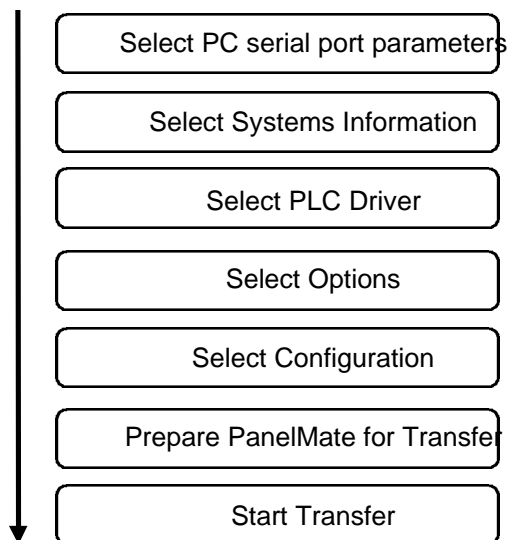 Select PC serial port parameters
Select Systems Information
Select PLC Driver
Select Options
Select Configuration
Prepare PanelMate for Transfer
Start Transfer